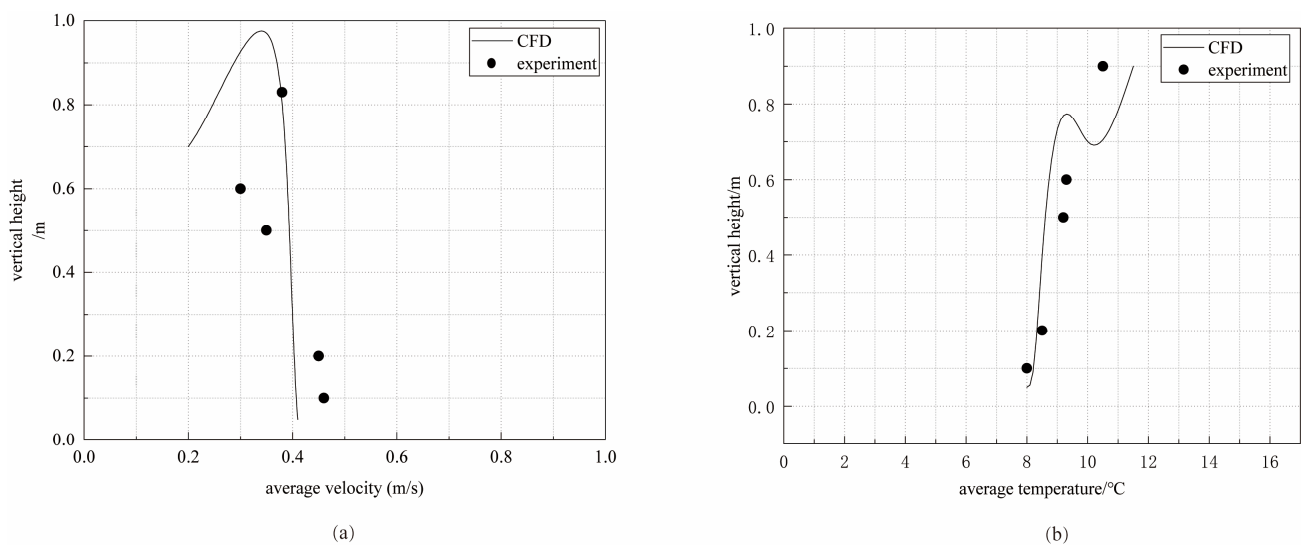 1.0
0.8
0.6
0.4
0.2
0.0
vertical height
/m
CFD
experiment
0.0 0.2 0.4 0.6 0.8 1.0
average velocity (m/s)
(a)
1.0
0.8
0.6
0.4
0.2
0.0
vertical height/m
CFD
experiment
0 2 4 6 8 10 12 14 16
average temperature/℃
(b)